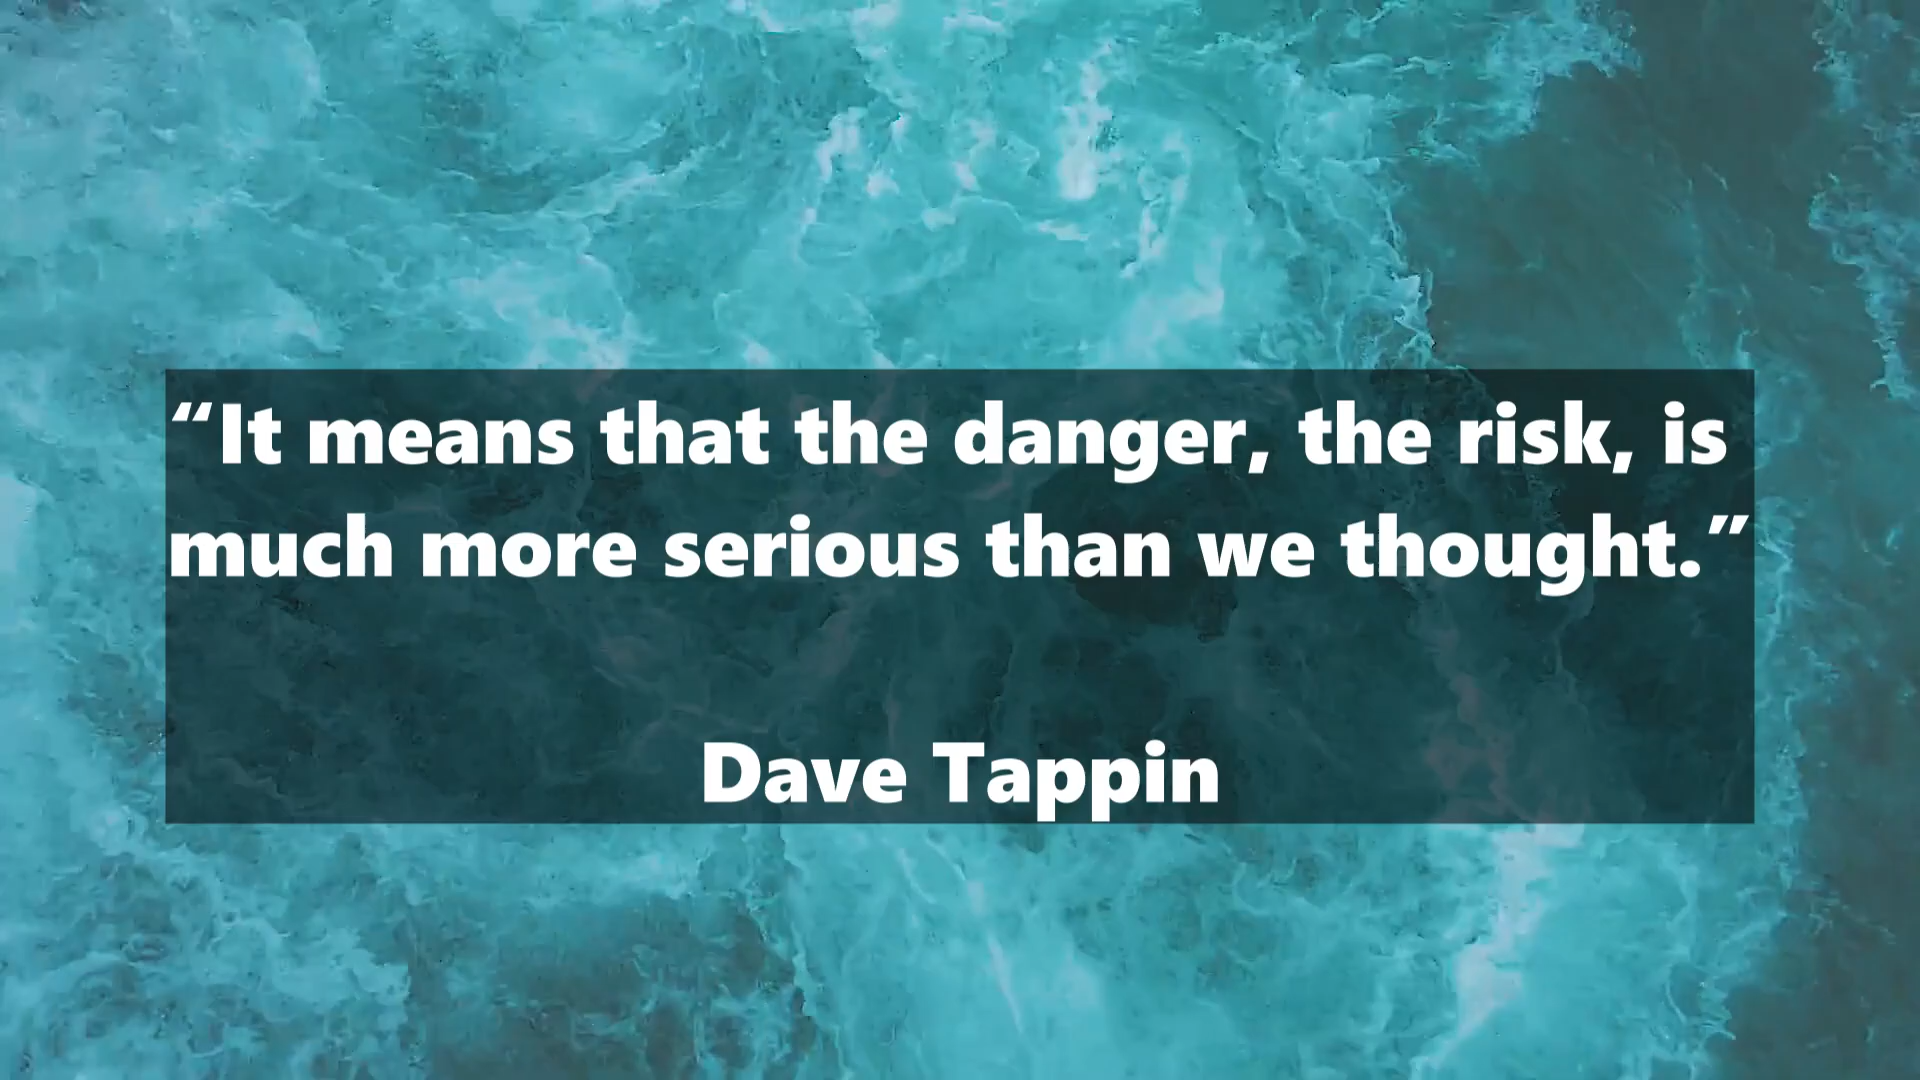 “It means that the danger, the risk, is
much more serious than we thought.”
Dave Tappin